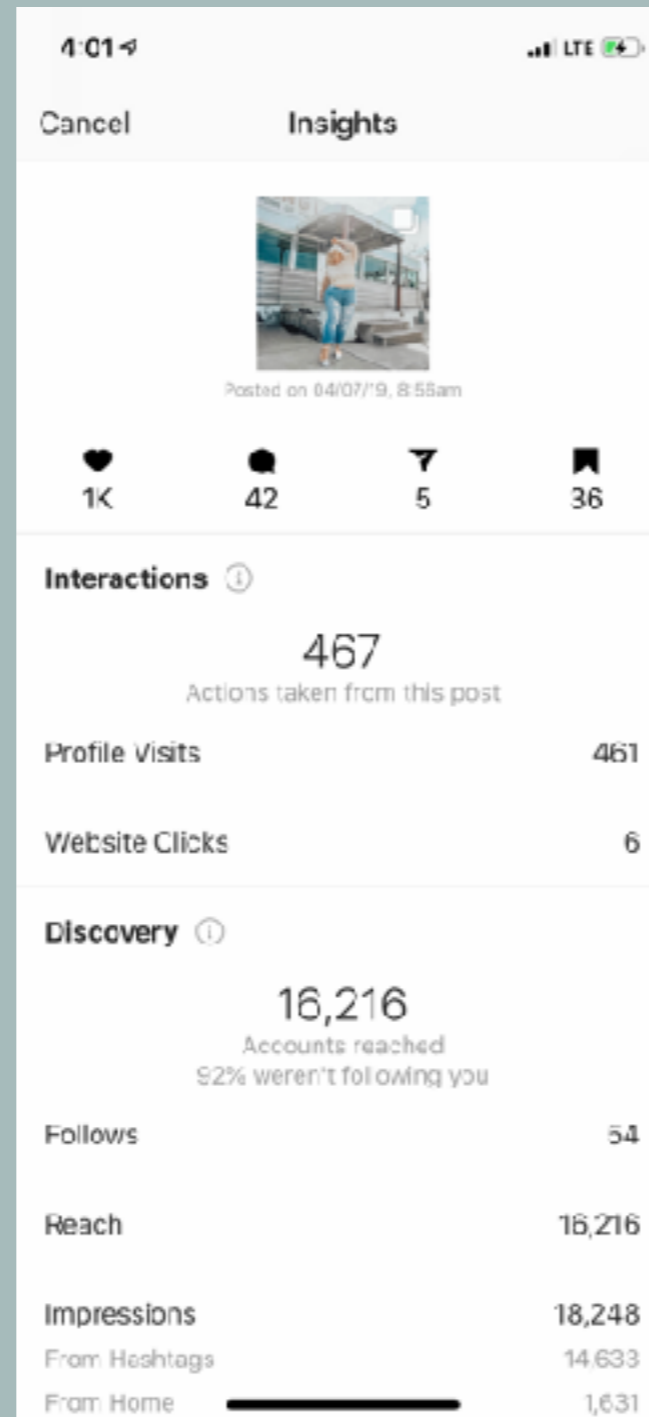 4:01 LTE
Cancel Insights
Posted on 04/07/19, 8:56am
1K 42 5 36
Interactions
467
Actions taken from this post
Profile Visits 461
Website Clicks 6
Discovery
16,216
Accounts reached
92% weren't following you
Follows 54
Reach 16,216
Impressions 18,248
From Hashtags 14,633
From Home 1,631